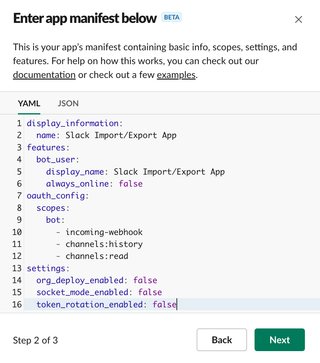 Enter app manifest below BETA
This is your app's manifest containing basic info, scopes, settings, and
features. For help on how this works, you can check out our
documentation or check out a few examples.
YAML JSON
1 display_information:
2 name: Slack Import/Export App
3 features:
4 bot_user:
5 display_name: Slack Import/Export App
6 always_online: false
7 oauth_config:
8 scopes:
9 bot:
10 - incoming-webhook
11 - channels:history
12 - channels:read
13 settings:
14 org_deploy_enabled: false
15 socket_mode_enabled: false
16 token_rotation_enabled: false
Step 2 of 3 Back Next